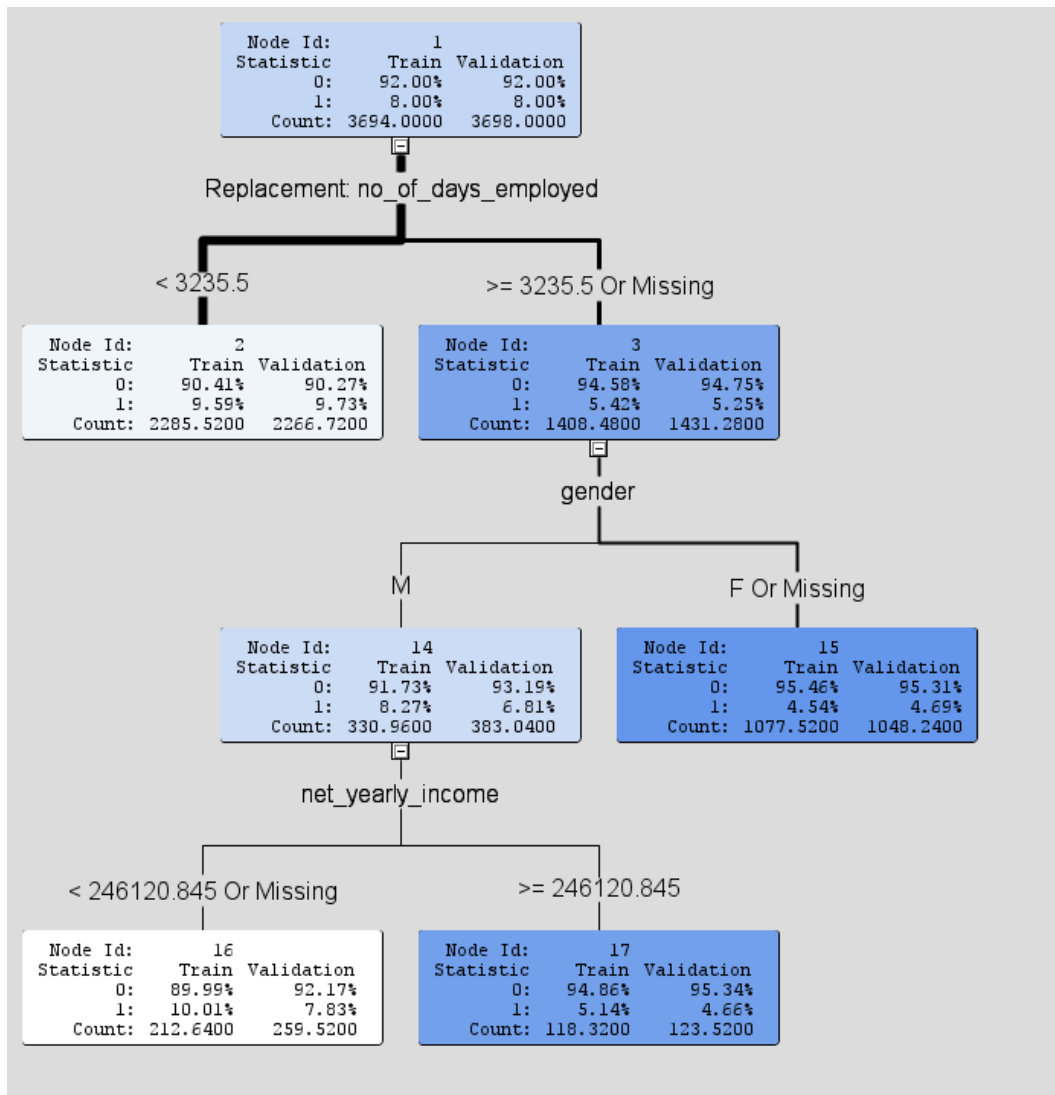 Node Id: 1
Statistic Train Validation
0: 92.00% 92.00%
1: 8.00% 8.00%
Count: 3694.0000 3698.0000
Replacement: no_of_days_employed
< 3235.5
>= 3235.5 Or Missing
Node Id: 2
Statistic Train Validation
0: 90.41% 90.27%
1: 9.59% 9.73%
Count: 2285.5200 2266.7200
Node Id: 3
Statistic Train Validation
0: 94.58% 94.75%
1: 5.42% 5.25%
Count: 1408.4800 1431.2800
gender
M
F Or Missing
Node Id: 14
Statistic Train Validation
0: 91.73% 93.19%
1: 8.27% 6.81%
Count: 330.9600 383.0400
Node Id: 15
Statistic Train Validation
0: 95.46% 95.31%
1: 4.54% 4.69%
Count: 1077.5200 1048.2400
net_yearly_income
< 246120.845 Or Missing
>= 246120.845
Node Id: 16
Statistic Train Validation
0: 89.99% 92.17%
1: 10.01% 7.83%
Count: 212.6400 259.5200
Node Id: 17
Statistic Train Validation
0: 94.86% 95.34%
1: 5.14% 4.66%
Count: 118.3200 123.5200